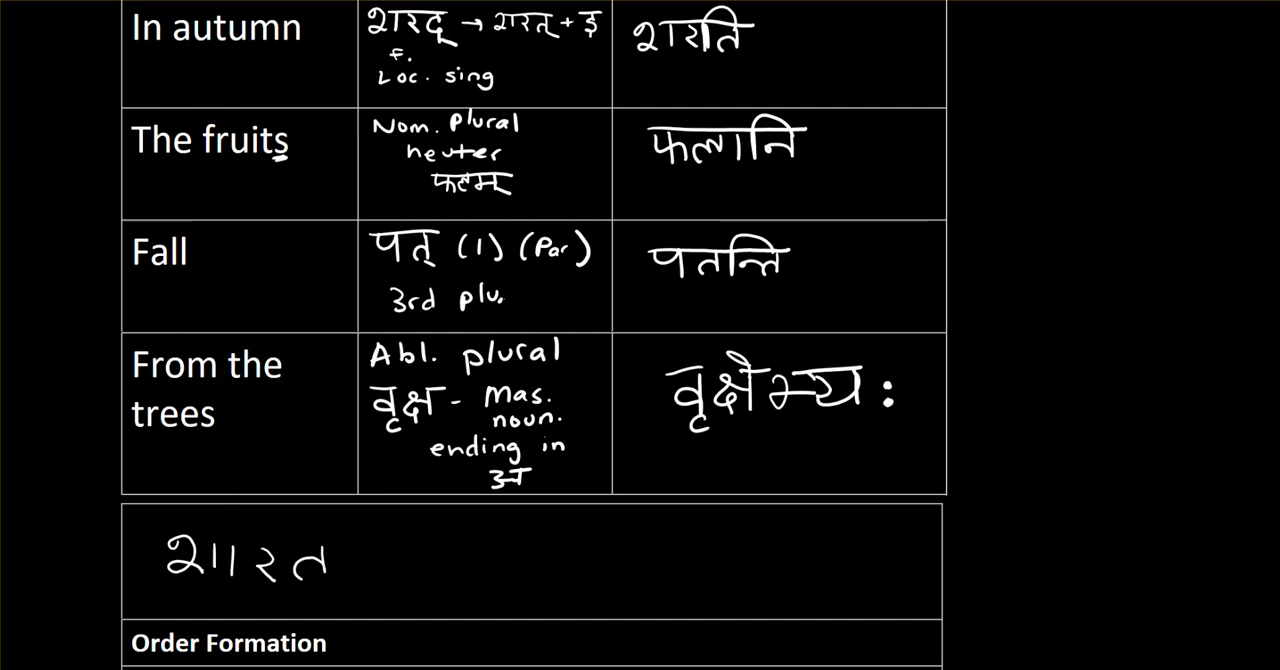 In autumn
शरद् → शरत् + इ
f.
Loc. sing
शरति
The fruits
Nom. plural
neuter
फलम्
फलानि
Fall
पत् (1) (Par)
3rd plu.
पतन्ति
From the
trees
Abl. plural
वृक्ष - Mas.
noun.
ending in
अ
वृक्षेभ्यः
शारत
Order Formation